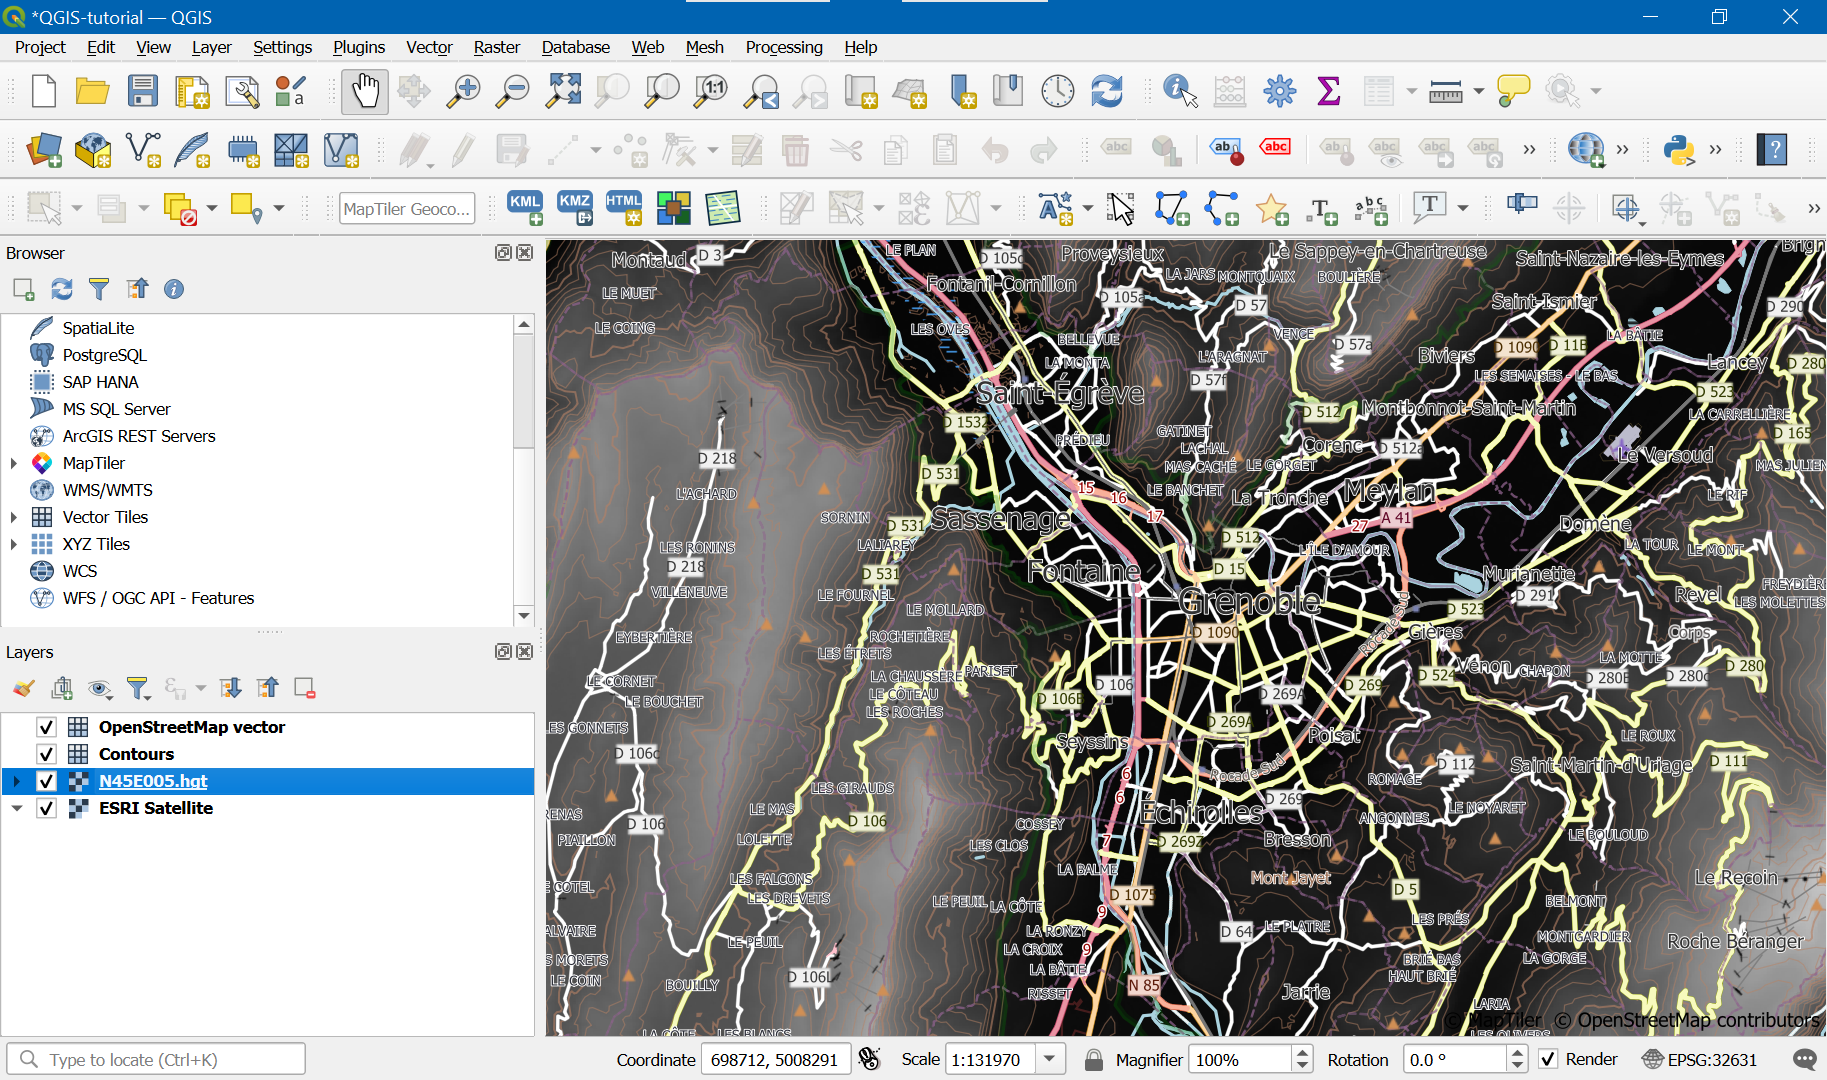 *QGIS-tutorial — QGIS
Project Edit View Layer Settings Plugins Vector Raster Database Web Mesh Processing Help
MapTiler Geoco...
KML KMZ HTML
Browser
SpatiaLite
PostgreSQL
SAP HANA
MS SQL Server
ArcGIS REST Servers
MapTiler
WMS/WMTS
Vector Tiles
XYZ Tiles
WCS
WFS / OGC API - Features
Layers
OpenStreetMap vector
Contours
N45E005.hgt
ESRI Satellite
Montaud D 3
LE PLAN
D 105c
Proveysieux
Le Sappey-en-Chartreuse
Saint-Nazaire-les-Eymes
LE MUET
Fontanil-Cornillon
LA JARS MONTQUAIX
BOULIÈRE
D 105a
D 57
Saint-Ismier
D 290
LE COING
LES OVES
BELLEVUE
VENCE
D 57a
LA BÂTIE
LA MONTA
L'ARAGNAT
Biviers
D 1090
D 11B
Lancey
D 280
D 57f
LES SEMAISES - LE BAS
D 523
Saint-Égrève
D 1532
D 512
Montbonnot-Saint-Martin
LA CARRELLIÈRE
PRÉDIEU
GATINET
LACHAL
Corenc
D 512a
D 165
D 218
MAS CACHÉ
LE GORGET
Le Versoud
MAS JULIEN
D 531
L'ACHARD
15
16
LE BANCHET
La Tronche
Meylan
LE RIF
SORNIN
D 531
Sassenage
17
27
A 41
Domène
LES RONINS
LALIAREY
D 512
L'ÎLE D'AMOUR
LA TOUR
LE MONT
D 218
D 531
Fontaine
D 15
Murianette
FREYDIÈRE
VILLENEUVE
LE FOURNEL
LE MOLLARD
Grenoble
D 523
D 291
Revel
LES MOLETTES
EYBERTIÈRE
ROCHETIÈRE
D 1090
Rocade Sud
Gières
Corps
LES ÉTRETS
LA CHAUSSÈRE
PARISET
Venon
CHAPON
LA MOTTE
D 280
LE CORNET
LE BOUCHET
LE CÔTEAU
LES ROCHES
D 106B
D 106
D 269A
D 269
D 524
D 280B
D 280c
ES GONNETS
D 106c
D 269A
Seyssins
Poisat
LE ROUX
D 112
Saint-Martin-d'Uriage
D 111
6
Rocade Sud
ROMAGE
LES GIRAUDS
6
D 269
LE NOYARET
RENAS
LE MAS
D 106
Échirolles
ANGONNES
D 106
COSSEY
PIAILLON
LOLETTE
LES CLOS
7
D 269Z
Bresson
LE BOULOUD
LES FALCONS
LA BALME
Mont Jayet
Le Recoin
E COTEL
LES DREVETS
D 1075
D 5
LE PEUIL LA CÔTE
9
BELMONT
ALVAIRE
LE PEUIL
LA RONZY
D 64
LE PLATRE
LES PRÉS
MONTGARDIER
Roche Béranger
S MORETS
LA CROIX
9
BRIÉ BAS
LA GORGE
LE COIN
D 106L
LA BÂTIE
HAUT BRIÉ
BOUILLY
RISSET
N 85
Jarrie
LARIA
© MapTiler © OpenStreetMap contributors
LA CÔTE
LES BLANCS
Type to locate (Ctrl+K)
Coordinate 698712, 5008291 Scale 1:131970 Magnifier 100% Rotation 0.0 ° Render EPSG:32631